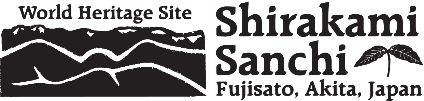 World Heritage Site
Shirakami
Sanchi
Fujisato, Akita, Japan